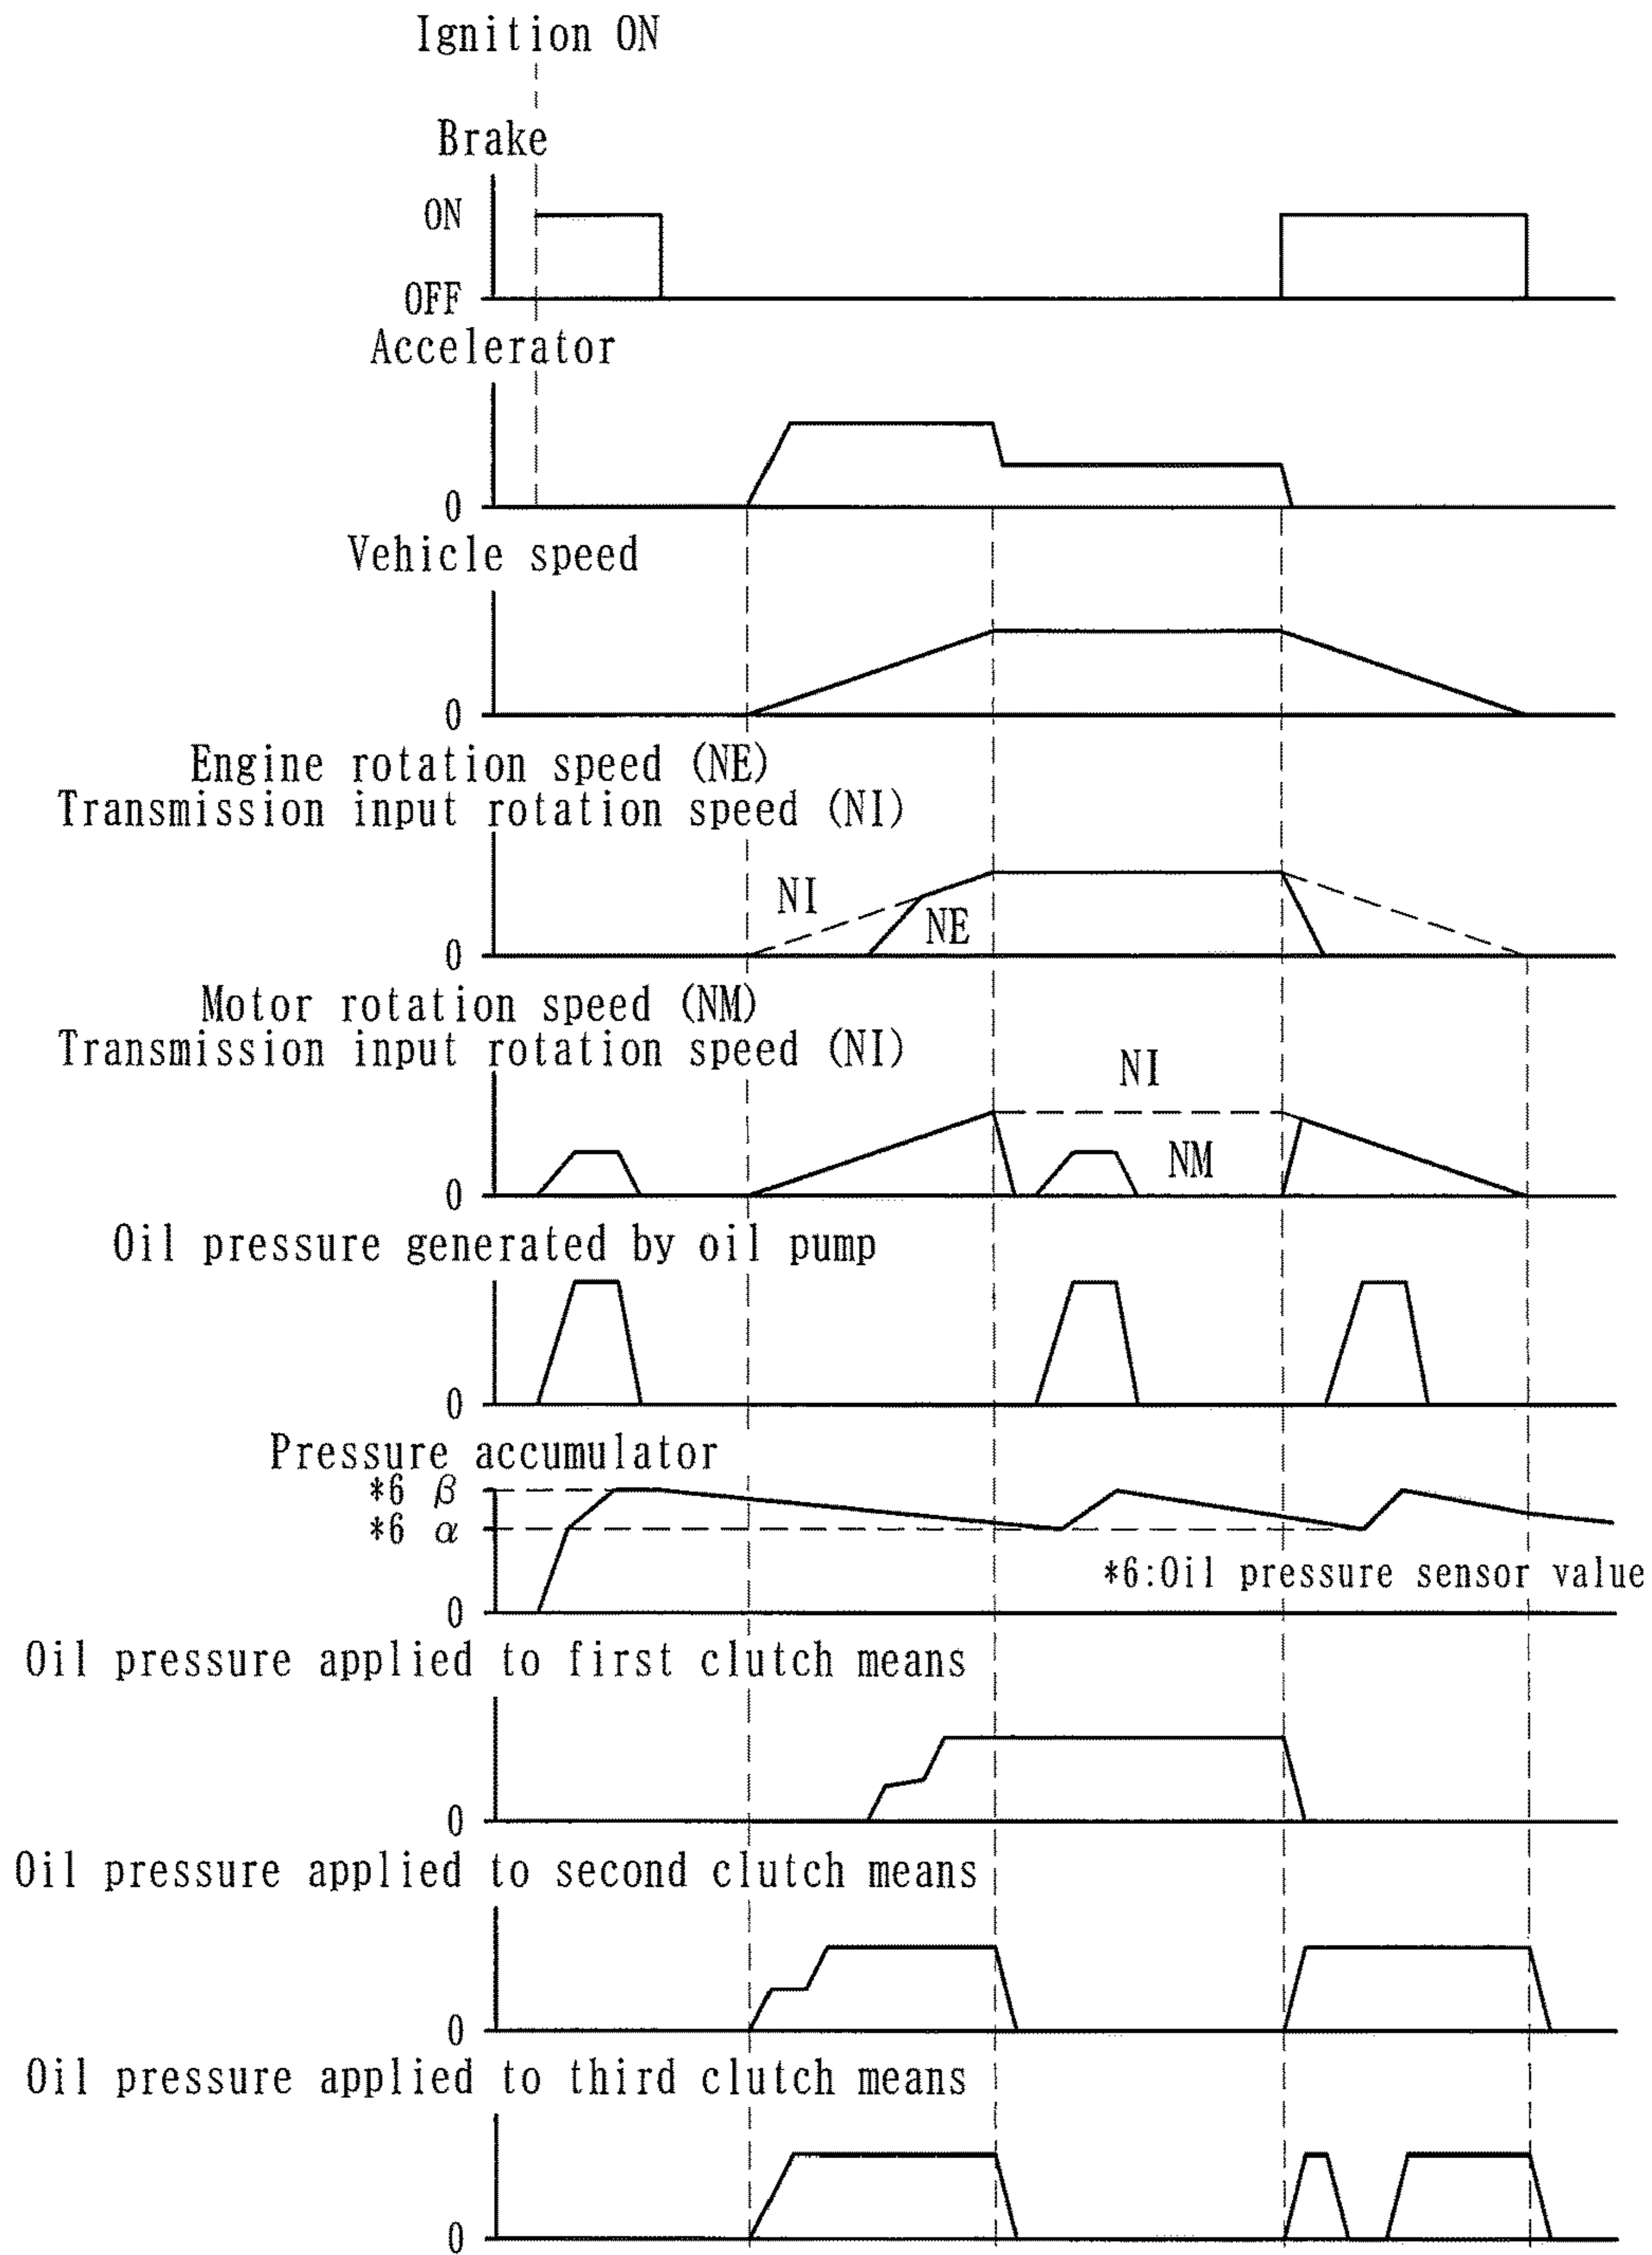 Ignition ON
Brake
ON
OFF
Accelerator
0
Vehicle speed
0
Engine rotation speed (NE)
Transmission input rotation speed (NI)
NI
NE
0
Motor rotation speed (NM)
Transmission input rotation speed (NI)
NI
NM
0
Oil pressure generated by oil pump
0
Pressure accumulator
*6 β
*6 α
*6:Oil pressure sensor value
0
Oil pressure applied to first clutch means
0
Oil pressure applied to second clutch means
0
Oil pressure applied to third clutch means
0